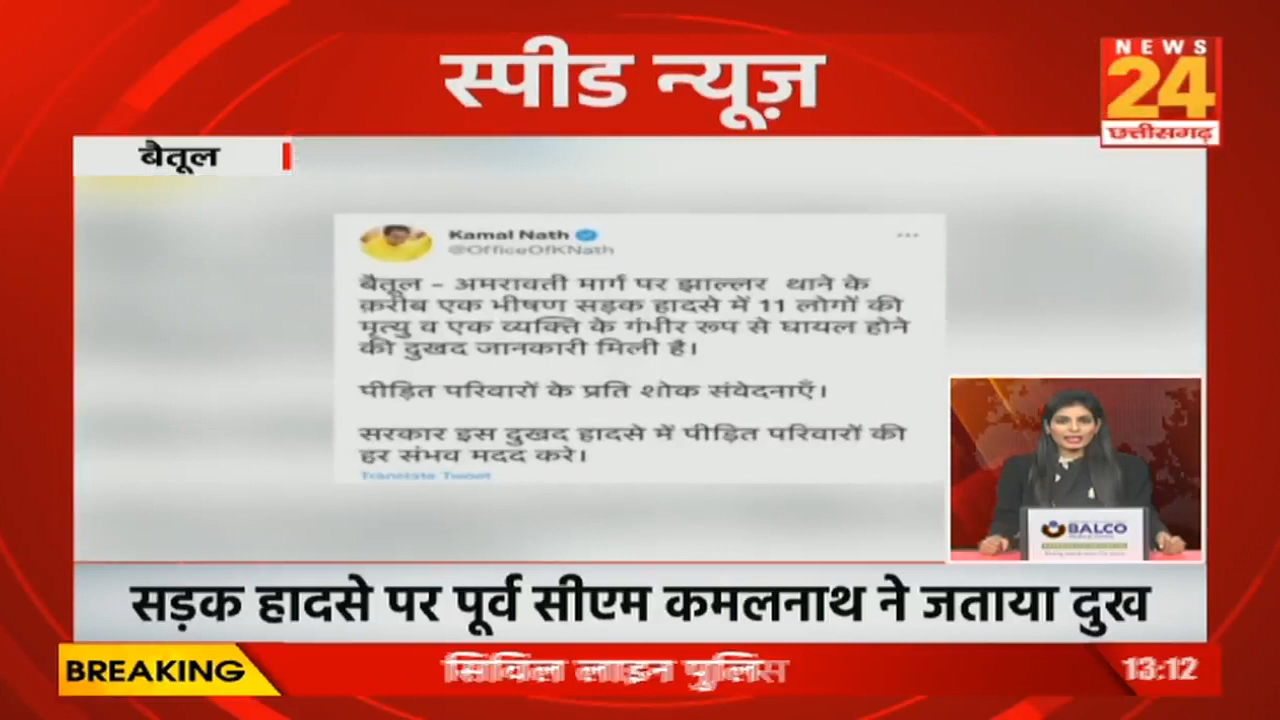 स्पीड न्यूज़
NEWS
24
छत्तीसगढ़
बैतूल
Kamal Nath
@OfficeOfKNath
बैतूल - अमरावती मार्ग पर झाल्लर थाने के
क़रीब एक भीषण सड़क हादसे में 11 लोगों की
मृत्यु व एक व्यक्ति के गंभीर रूप से घायल होने
की दुखद जानकारी मिली है।
पीड़ित परिवारों के प्रति शोक संवेदनाएँ।
सरकार इस दुखद हादसे में पीड़ित परिवारों की
हर संभव मदद करे।
Translate Tweet
BALCO
सड़क हादसे पर पूर्व सीएम कमलनाथ ने जताया दुख
BREAKING
सिविल लाइन पुलिस
13:12